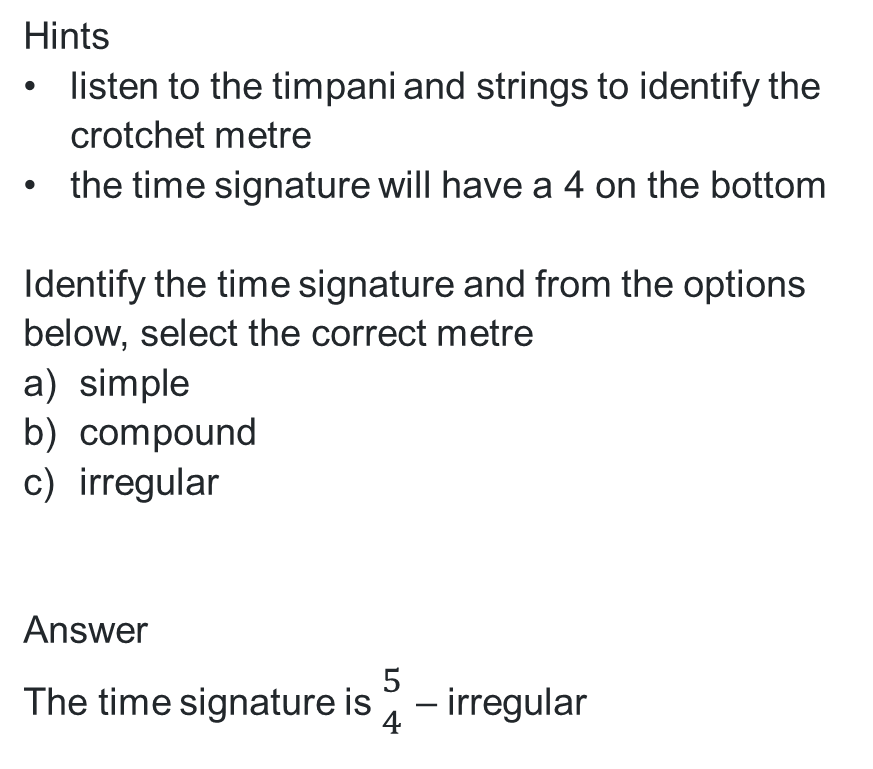 Hints
• listen to the timpani and strings to identify the
crotchet metre
• the time signature will have a 4 on the bottom
Identify the time signature and from the options
below, select the correct metre
a) simple
b) compound
c) irregular
Answer
The time signature is 5/4 – irregular